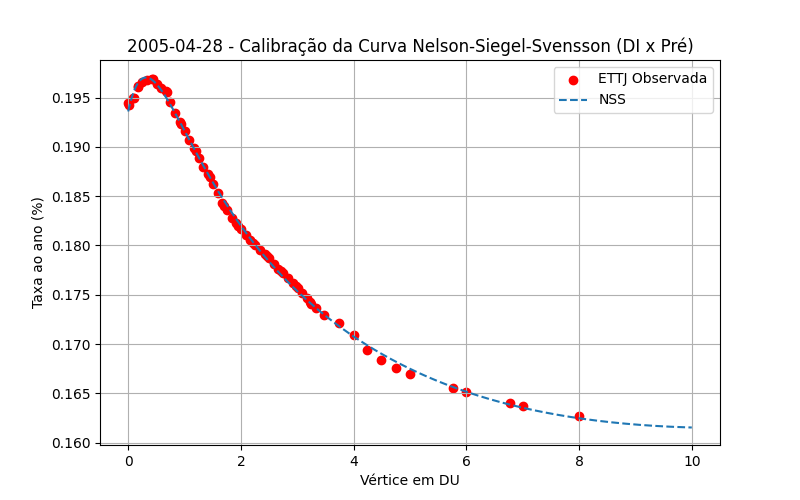 2005-04-28 - Calibração da Curva Nelson-Siegel-Svensson (DI x Pré)
ETTJ Observada
NSS
Taxa ao ano (%)
0.195
0.190
0.185
0.180
0.175
0.170
0.165
0.160
0 2 4 6 8 10
Vértice em DU